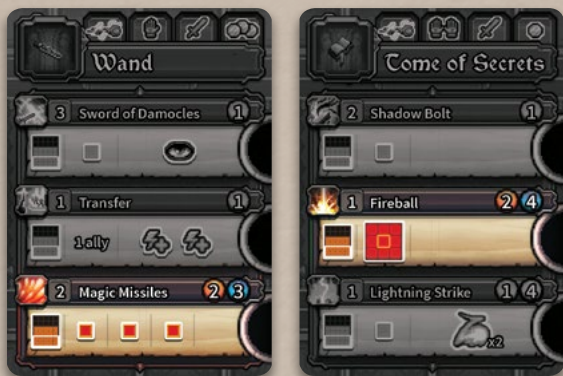 Wand
3 Sword of Damocles 1
1 Transfer 1
1 ally
2 Magic Missiles 2 3
Tome of Secrets
2 Shadow Bolt 1
1 Fireball 2 4
1 Lightning Strike 1 4
x2